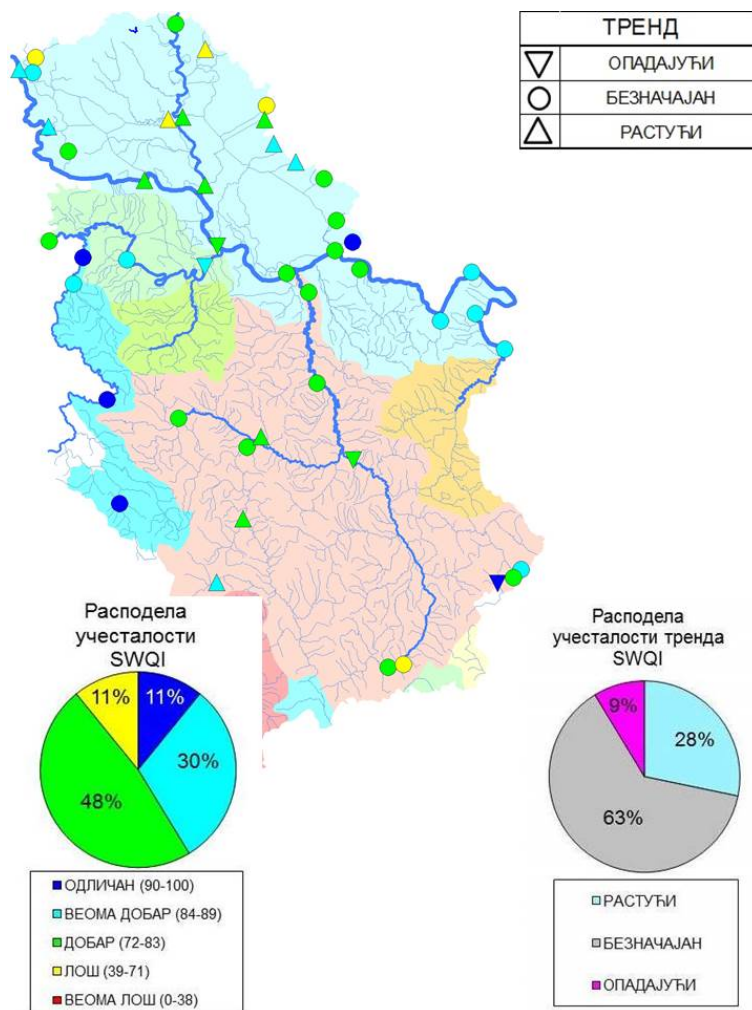 ТРЕНД
ОПАДАЈУЋИ
БЕЗНАЧАЈАН
РАСТУЋИ
Расподела
учесталости
SWQI
11%
11%
30%
48%
ОДЛИЧАН (90-100)
ВЕОМА ДОБАР (84-89)
ДОБАР (72-83)
ЛОШ (39-71)
ВЕОМА ЛОШ (0-38)
Расподела
учесталости тренда
SWQI
9%
28%
63%
РАСТУЋИ
БЕЗНАЧАЈАН
ОПАДАЈУЋИ